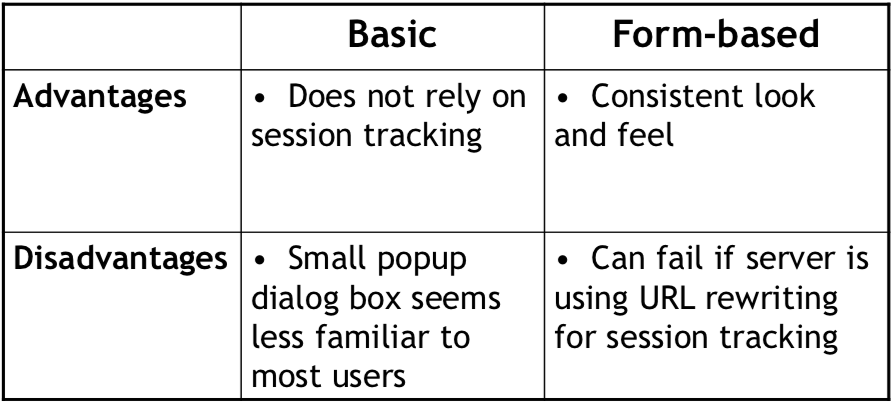 Basic
Form-based
Advantages
• Does not rely on
session tracking
• Consistent look
and feel
Disadvantages
• Small popup
dialog box seems
less familiar to
most users
• Can fail if server is
using URL rewriting
for session tracking